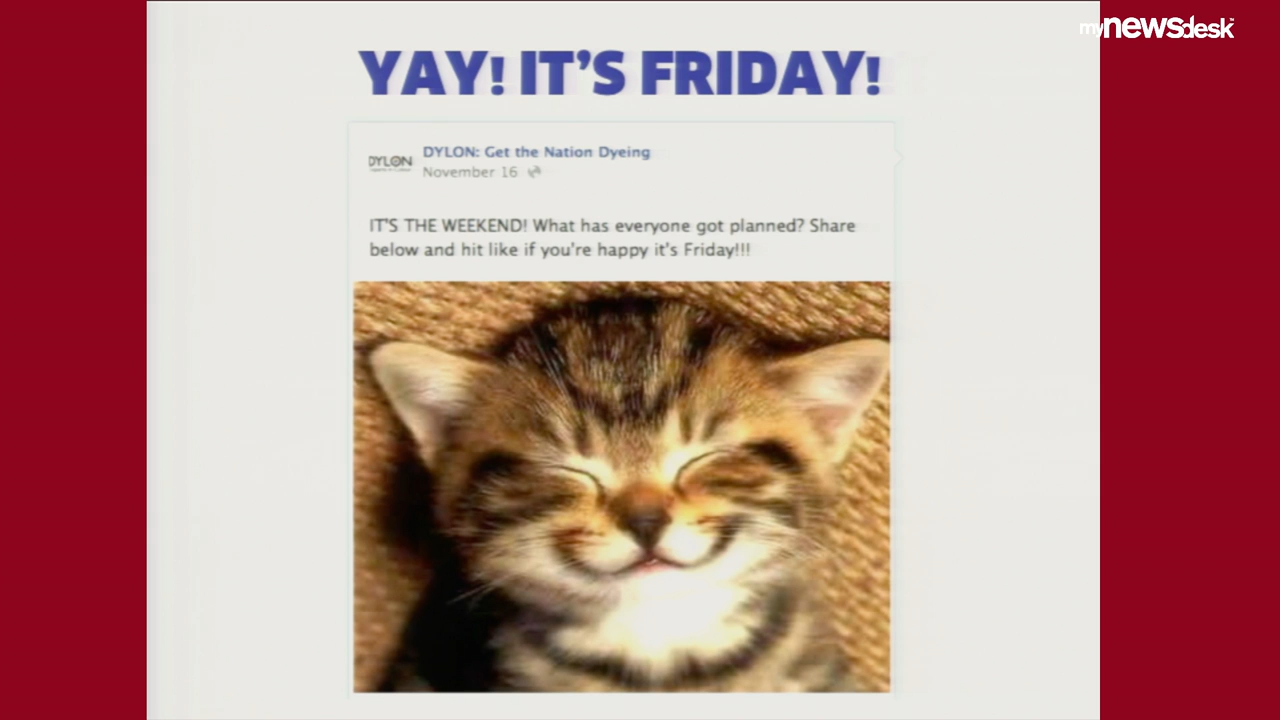 mynewsdesk
YAY! IT'S FRIDAY!
DYLON
DYLON: Get the Nation Dyeing
November 16
IT'S THE WEEKEND! What has everyone got planned? Share
below and hit like if you're happy it's Friday!!!